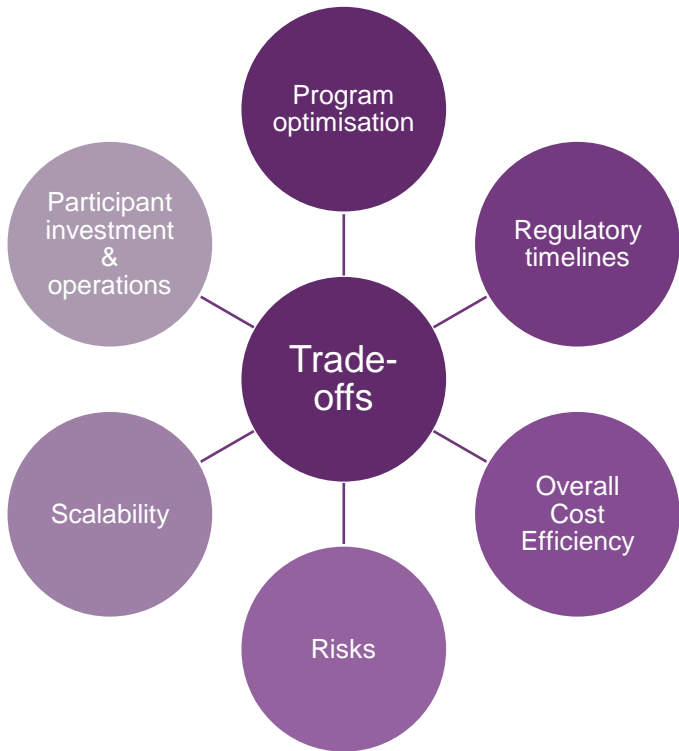 Program
optimisation
Participant
investment
&
operations
Regulatory
timelines
Trade-
offs
Scalability
Overall
Cost
Efficiency
Risks